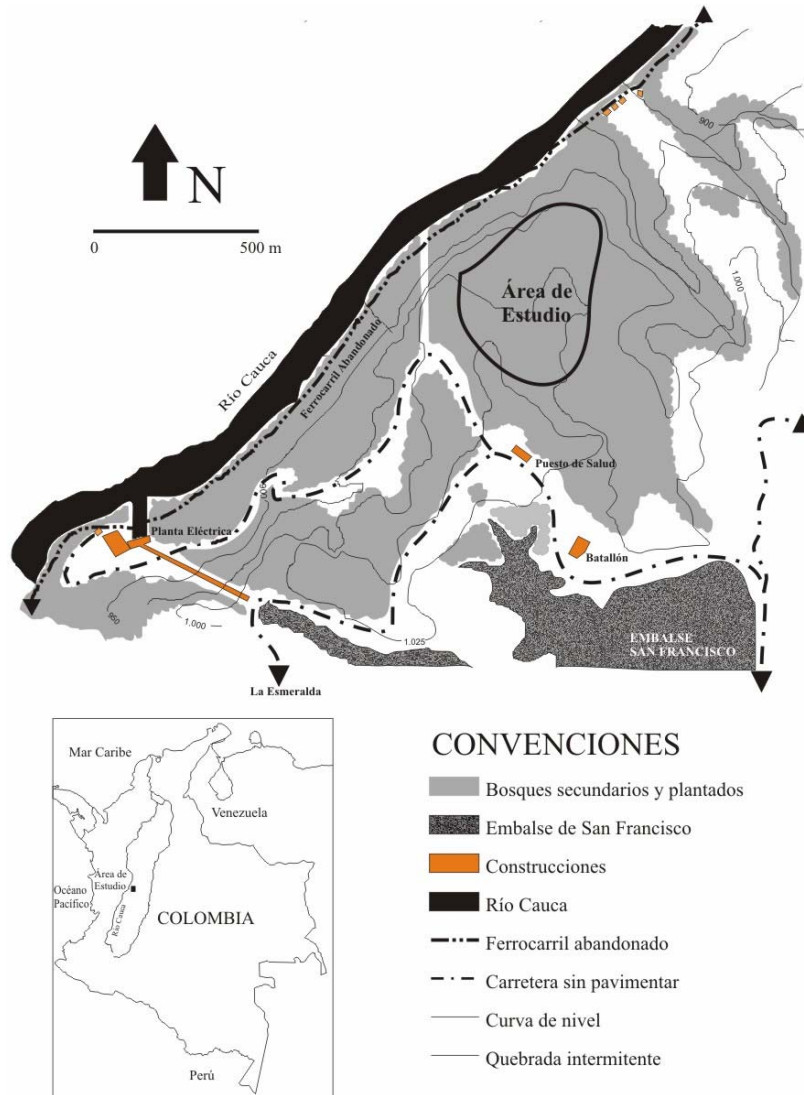 N
0
500 m
900
1.000
Área de
Estudio
Río Cauca
Ferrocarril Abandonado
Puesto de Salud
900
Planta Eléctrica
Batallón
950
1.000
1.025
EMBALSE
SAN FRANCISCO
La Esmeralda
Mar Caribe
Venezuela
Área de
Estudio
Océano
Pacífico
Río Cauca
COLOMBIA
Perú
CONVENCIONES
Bosques secundarios y plantados
Embalse de San Francisco
Construcciones
Río Cauca
Ferrocarril abandonado
Carretera sin pavimentar
Curva de nivel
Quebrada intermitente